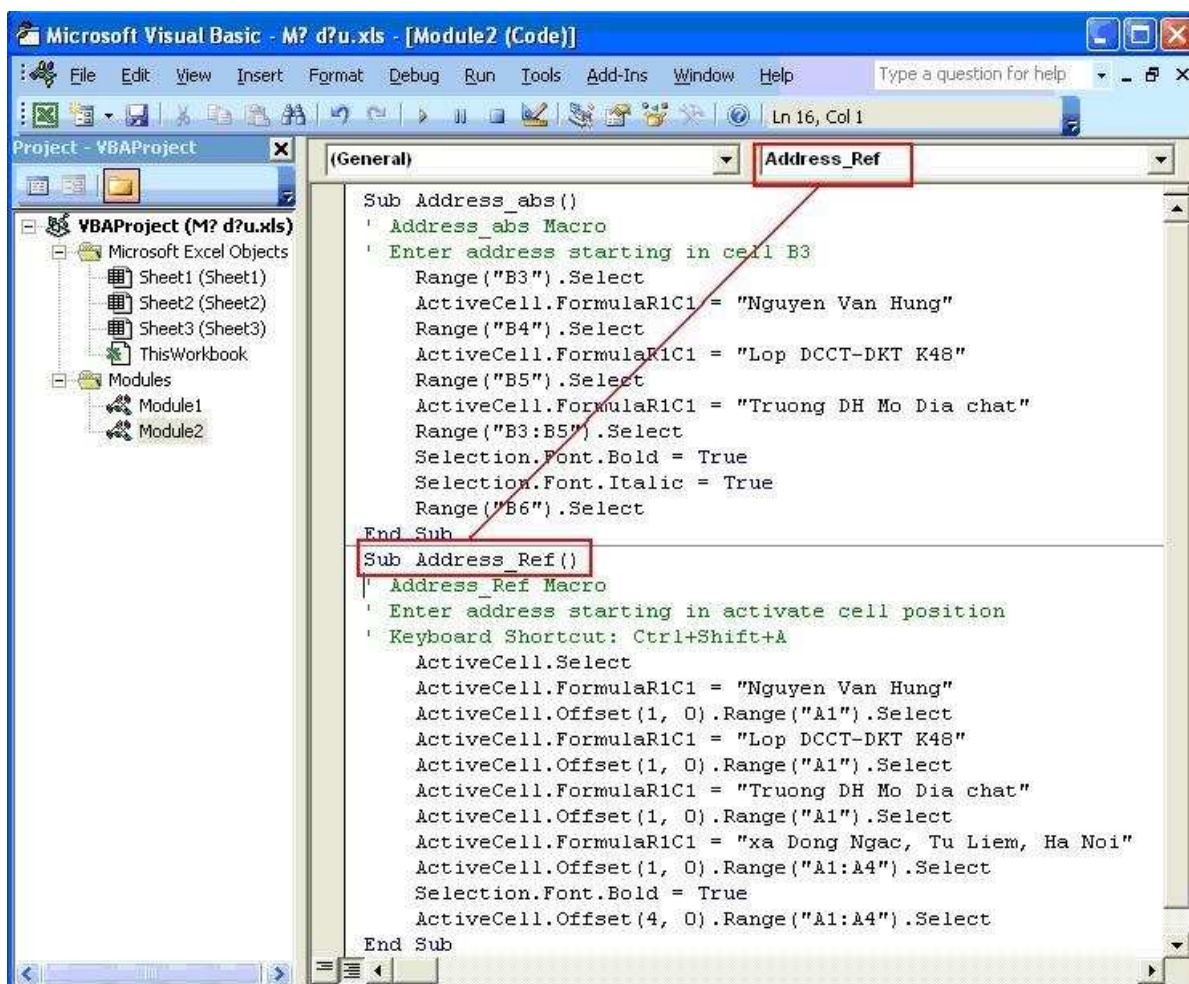 Microsoft Visual Basic - M? d?u.xls - [Module2 (Code)]
File Edit View Insert Format Debug Run Tools Add-Ins Window Help Type a question for help
Ln 16, Col 1
Project - VBAProject
VBAProject (M? d?u.xls)
Microsoft Excel Objects
Sheet1 (Sheet1)
Sheet2 (Sheet2)
Sheet3 (Sheet3)
ThisWorkbook
Modules
Module1
Module2
(General) Address_Ref
Sub Address_abs()
' Address_abs Macro
' Enter address starting in cell B3
Range("B3").Select
ActiveCell.FormulaR1C1 = "Nguyen Van Hung"
Range("B4").Select
ActiveCell.FormulaR1C1 = "Lop DCCT-DKT K48"
Range("B5").Select
ActiveCell.FormulaR1C1 = "Truong DH Mo Dia chat"
Range("B3:B5").Select
Selection.Font.Bold = True
Selection.Font.Italic = True
Range("B6").Select
End Sub
Sub Address_Ref()
' Address_Ref Macro
' Enter address starting in activate cell position
' Keyboard Shortcut: Ctrl+Shift+A
ActiveCell.Select
ActiveCell.FormulaR1C1 = "Nguyen Van Hung"
ActiveCell.Offset(1, 0).Range("A1").Select
ActiveCell.FormulaR1C1 = "Lop DCCT-DKT K48"
ActiveCell.Offset(1, 0).Range("A1").Select
ActiveCell.FormulaR1C1 = "Truong DH Mo Dia chat"
ActiveCell.Offset(1, 0).Range("A1").Select
ActiveCell.FormulaR1C1 = "xa Dong Ngac, Tu Liem, Ha Noi"
ActiveCell.Offset(1, 0).Range("A1:A4").Select
Selection.Font.Bold = True
ActiveCell.Offset(4, 0).Range("A1:A4").Select
End Sub